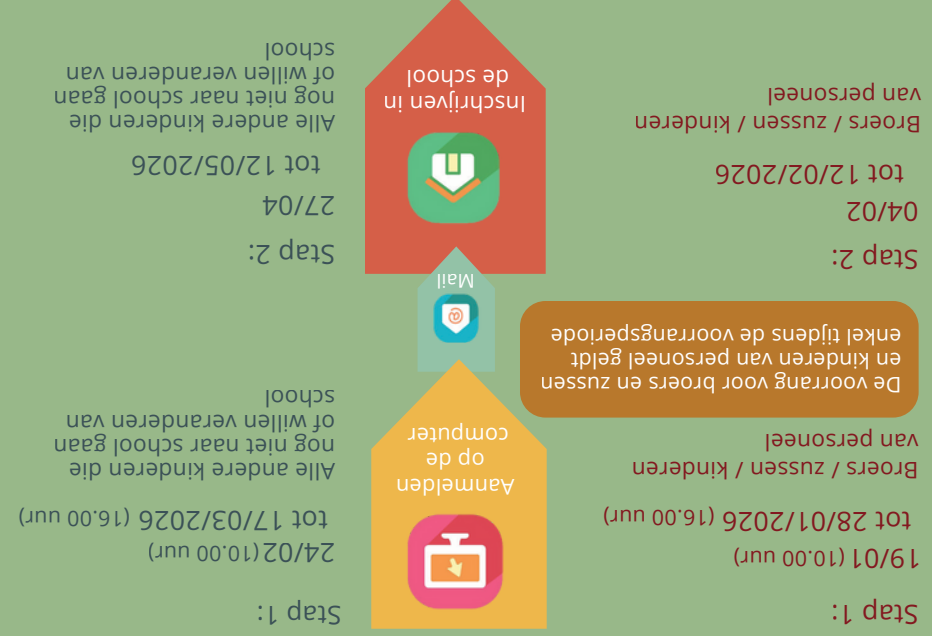 Stap 1:
19/01 (10.00 uur)
tot 28/01/2026 (16.00 uur)
Broers / zussen / kinderen
van personeel
De voorrang voor broers en zussen
en kinderen van personeel geldt
enkel tijdens de voorrangsperiode
Stap 2:
04/02
tot 12/02/2026
Broers / zussen / kinderen
van personeel
Aanmelden
op de
computer
@
Mail
Inschrijven in
de school
Stap 1:
24/02 (10.00 uur)
tot 17/03/2026 (16.00 uur)
Alle andere kinderen die
nog niet naar school gaan
of willen veranderen van
school
Stap 2:
27/04
tot 12/05/2026
Alle andere kinderen die
nog niet naar school gaan
of willen veranderen van
school